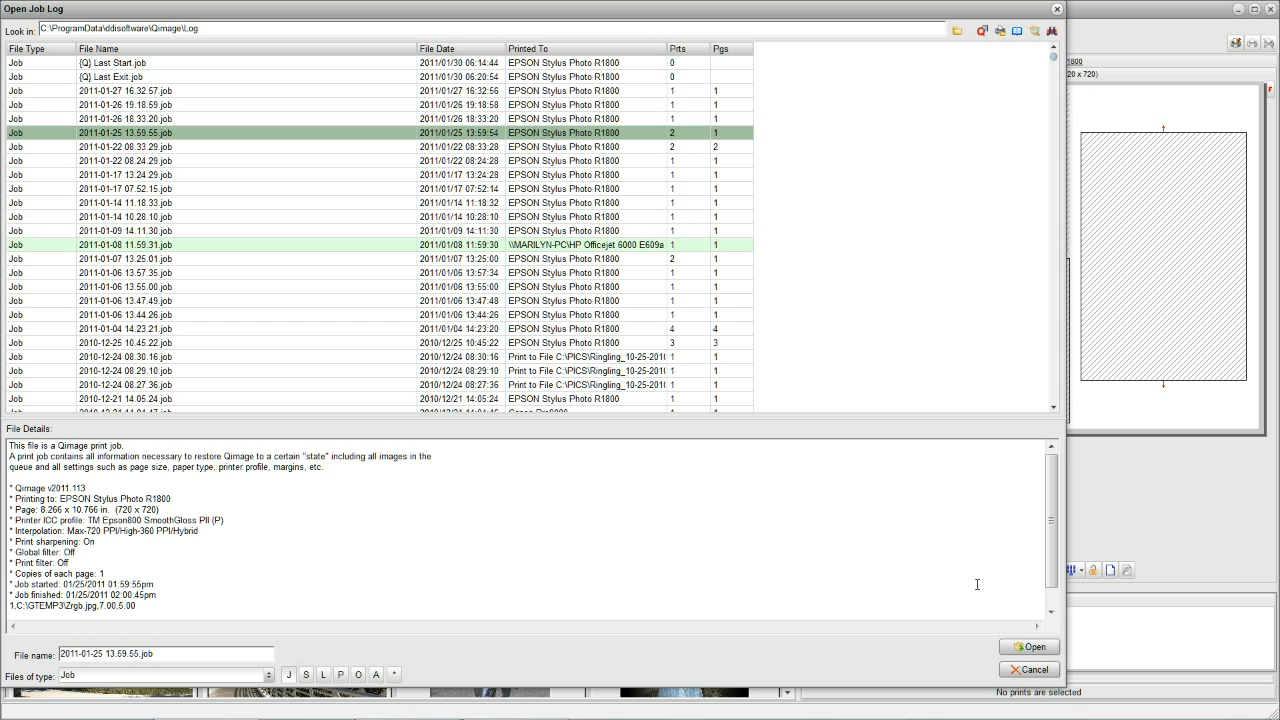 Open Job Log
Look in: C:\ProgramData\ddisoftware\Qimage\Log
File Type File Name File Date Printed To Prts Pgs
Job {Q} Last Start.job 2011/01/30 06:14:44 EPSON Stylus Photo R1800 0
Job {Q} Last Exit.job 2011/01/30 06:20:54 EPSON Stylus Photo R1800 0
Job 2011-01-27 16.32.57.job 2011/01/27 16:32:56 EPSON Stylus Photo R1800 1 1
Job 2011-01-26 19.18.59.job 2011/01/26 19:18:58 EPSON Stylus Photo R1800 1 1
Job 2011-01-26 18.33.20.job 2011/01/26 18:33:20 EPSON Stylus Photo R1800 1 1
Job 2011-01-25 13.59.55.job 2011/01/25 13:59:54 EPSON Stylus Photo R1800 2 1
Job 2011-01-22 08.33.29.job 2011/01/22 08:33:28 EPSON Stylus Photo R1800 2 2
Job 2011-01-22 08.24.29.job 2011/01/22 08:24:28 EPSON Stylus Photo R1800 1 1
Job 2011-01-17 13.24.29.job 2011/01/17 13:24:28 EPSON Stylus Photo R1800 1 1
Job 2011-01-17 07.52.15.job 2011/01/17 07:52:14 EPSON Stylus Photo R1800 1 1
Job 2011-01-14 11.18.33.job 2011/01/14 11:18:32 EPSON Stylus Photo R1800 1 1
Job 2011-01-14 10.28.10.job 2011/01/14 10:28:10 EPSON Stylus Photo R1800 1 1
Job 2011-01-09 14.11.30.job 2011/01/09 14:11:30 EPSON Stylus Photo R1800 1 1
Job 2011-01-08 11.59.31.job 2011/01/08 11:59:30 \\MARILYN-PC\HP Officejet 6000 E609a 1 1
Job 2011-01-07 13.25.01.job 2011/01/07 13:25:00 EPSON Stylus Photo R1800 2 1
Job 2011-01-06 13.57.35.job 2011/01/06 13:57:34 EPSON Stylus Photo R1800 1 1
Job 2011-01-06 13.55.00.job 2011/01/06 13:55:00 EPSON Stylus Photo R1800 1 1
Job 2011-01-06 13.47.49.job 2011/01/06 13:47:48 EPSON Stylus Photo R1800 1 1
Job 2011-01-06 13.44.26.job 2011/01/06 13:44:26 EPSON Stylus Photo R1800 1 1
Job 2011-01-04 14.23.21.job 2011/01/04 14:23:20 EPSON Stylus Photo R1800 4 4
Job 2010-12-25 10.45.22.job 2010/12/25 10:45:22 EPSON Stylus Photo R1800 3 3
Job 2010-12-24 08.30.16.job 2010/12/24 08:30:16 Print to File C:\PICS\Ringling_10-25-201( 1 1
Job 2010-12-24 08.29.10.job 2010/12/24 08:29:10 Print to File C:\PICS\Ringling_10-25-201( 1 1
Job 2010-12-24 08.27.36.job 2010/12/24 08:27:36 Print to File C:\PICS\Ringling_10-25-201( 1 1
Job 2010-12-21 14.05.24.job 2010/12/21 14:05:24 EPSON Stylus Photo R1800 1 1
File Details:
This file is a Qimage print job.
A print job contains all information necessary to restore Qimage to a certain "state" including all images in the
queue and all settings such as page size, paper type, printer profile, margins, etc.
* Qimage v2011.113
* Printing to: EPSON Stylus Photo R1800
* Page: 8.266 x 10.766 in. (720 x 720)
* Printer ICC profile: TM Epson800 SmoothGloss PII (P)
* Interpolation: Max-720 PPI/High-360 PPI/Hybrid
* Print sharpening: On
* Global filter: Off
* Print filter: Off
* Copies of each page: 1
* Job started: 01/25/2011 01:59:55pm
* Job finished: 01/25/2011 02:00:45pm
1,C:\GTEMP3\Zrgb.jpg,7.00,5.00
File name: 2011-01-25 13.59.55.job
Open
Files of type: Job J S L P O A *
Cancel
1800
20 x 720)
F
No prints are selected